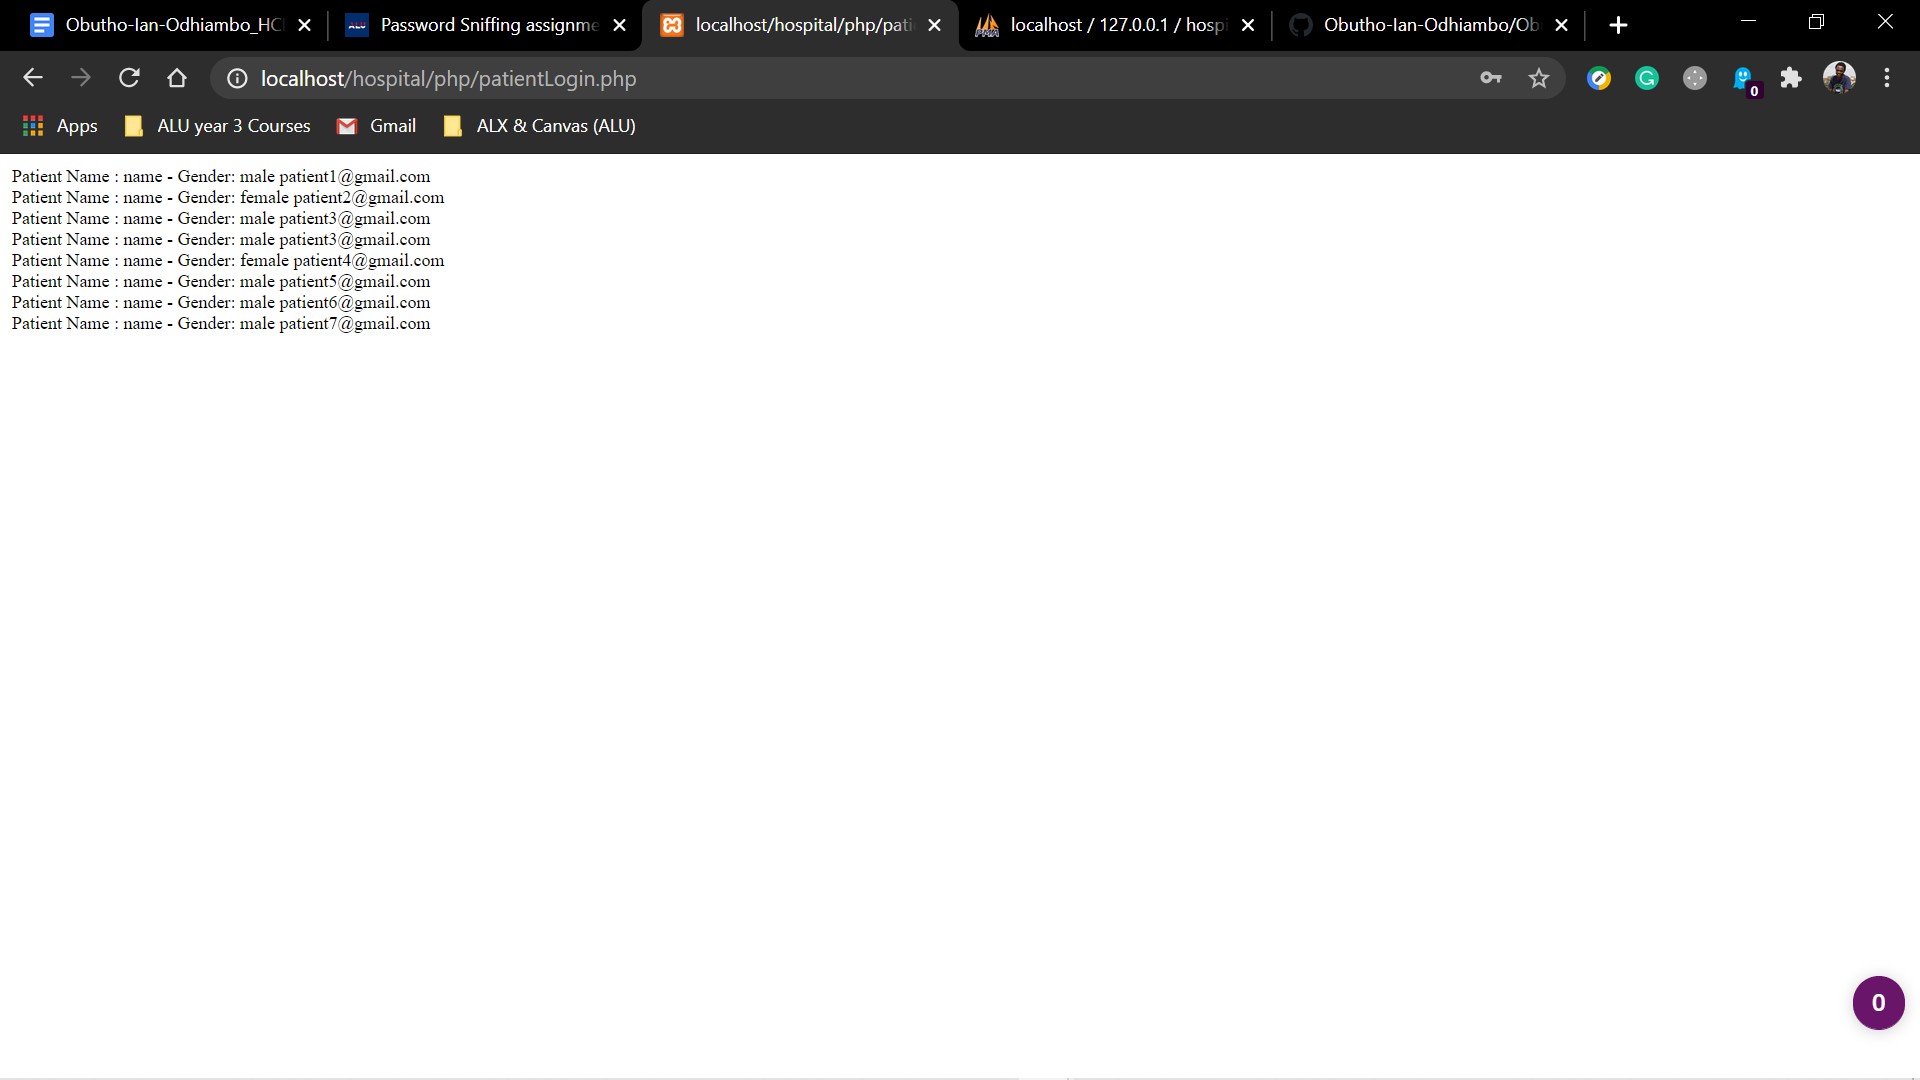 Obutho-Ian-Odhiambo_HC
Password Sniffing assignme
localhost/hospital/php/pati
localhost / 127.0.0.1 / hosp
Obutho-Ian-Odhiambo/Ob
localhost/hospital/php/patientLogin.php
0
Apps
ALU year 3 Courses
Gmail
ALX & Canvas (ALU)
Patient Name : name - Gender: male patient1@gmail.com
Patient Name : name - Gender: female patient2@gmail.com
Patient Name : name - Gender: male patient3@gmail.com
Patient Name : name - Gender: male patient3@gmail.com
Patient Name : name - Gender: female patient4@gmail.com
Patient Name : name - Gender: male patient5@gmail.com
Patient Name : name - Gender: male patient6@gmail.com
Patient Name : name - Gender: male patient7@gmail.com
0